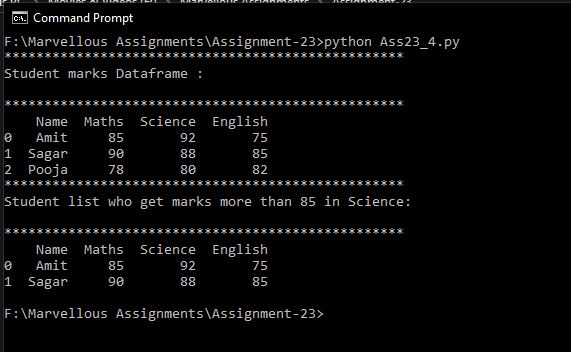 Command Prompt
F:\Marvellous Assignments\Assignment-23>python Ass23_4.py
**************************************************
Student marks Dataframe :
**************************************************
    Name  Maths  Science  English
0   Amit     85       92       75
1  Sagar     90       88       85
2  Pooja     78       80       82
**************************************************
Student list who get marks more than 85 in Science:
**************************************************
    Name  Maths  Science  English
0   Amit     85       92       75
1  Sagar     90       88       85
F:\Marvellous Assignments\Assignment-23>